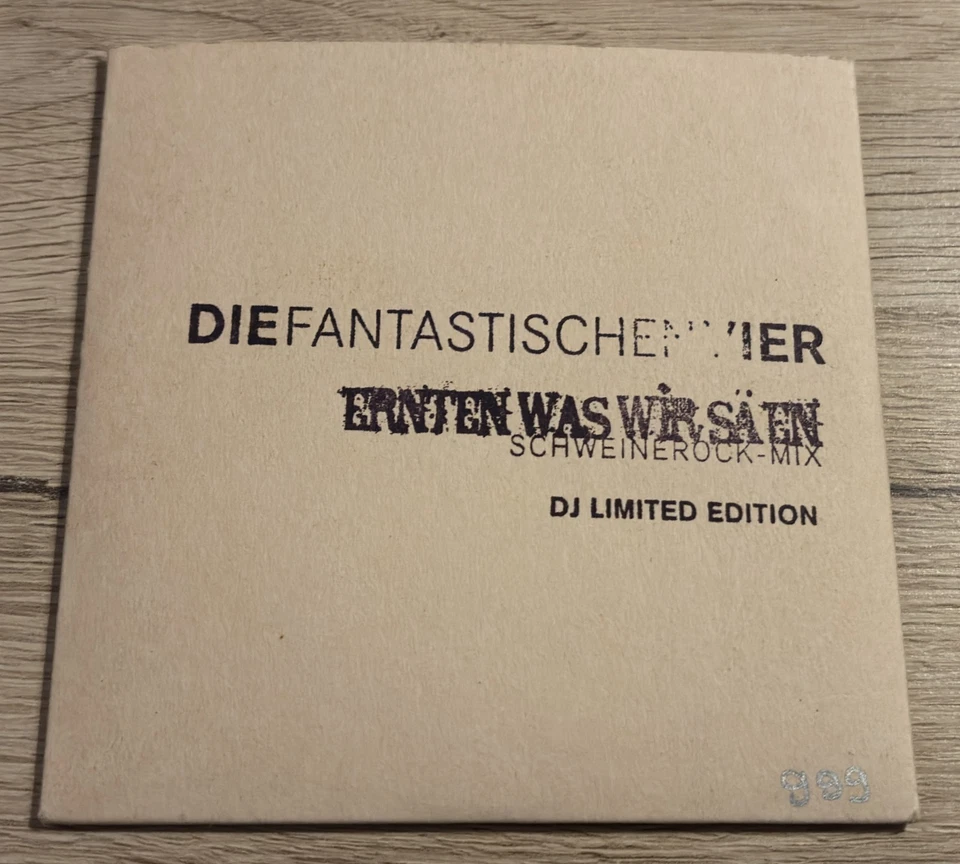 DIEFANTASTISCHENVIER
ERNTEN WAS WIR SÄEN
SCHWEINEROCK-MIX
DJ LIMITED EDITION
999